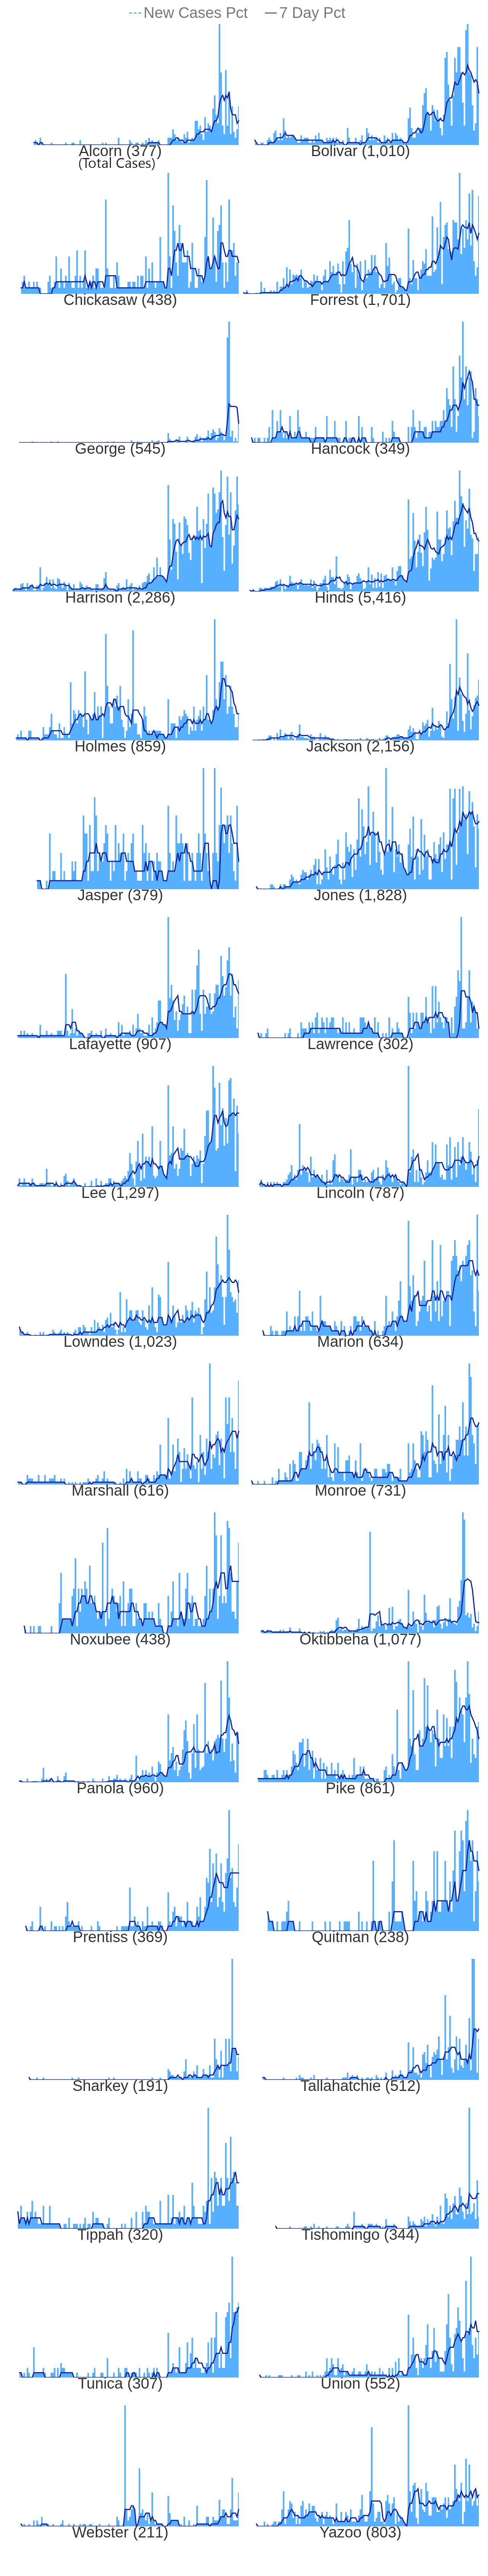 New Cases Pct 7 Day Pct
Alcorn (377) Bolivar (1,010)
(Total Cases)
Chickasaw (438) Forrest (1,701)
George (545) Hancock (349)
Harrison (2,286) Hinds (5,416)
Holmes (859) Jackson (2,156)
Jasper (379) Jones (1,828)
Lafayette (907) Lawrence (302)
Lee (1,297) Lincoln (787)
Lowndes (1,023) Marion (634)
Marshall (616) Monroe (731)
Noxubee (438) Oktibbeha (1,077)
Panola (960) Pike (861)
Prentiss (369) Quitman (238)
Sharkey (191) Tallahatchie (512)
Tippah (320) Tishomingo (344)
Tunica (307) Union (552)
Webster (211) Yazoo (803)